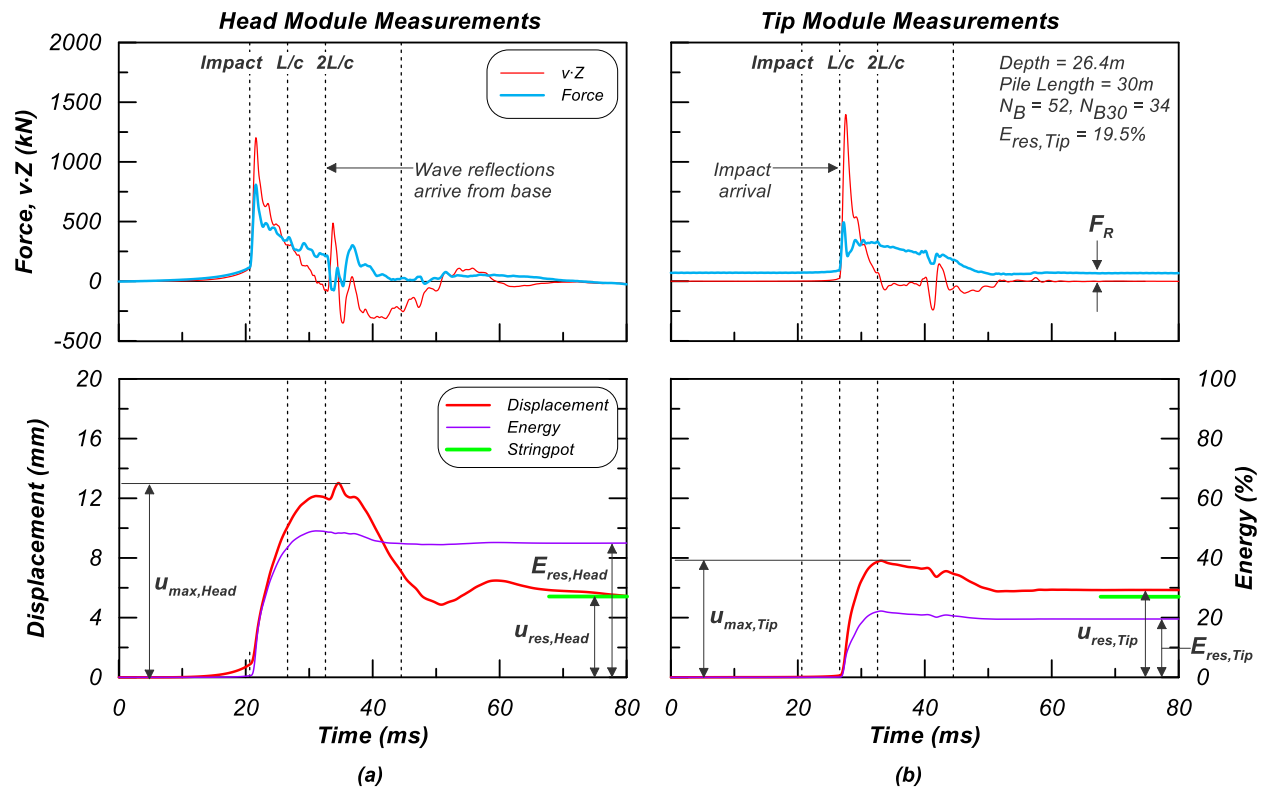 Head Module Measurements
Tip Module Measurements
2000
1500
1000
500
0
-500
Force, v·Z (kN)
Impact L/c 2L/c
v·Z
Force
Wave reflections
arrive from base
Impact L/c 2L/c
Depth = 26.4m
Pile Length = 30m
N_B = 52, N_B30 = 34
E_res,Tip = 19.5%
Impact
arrival
F_R
20
16
12
8
4
0
Displacement (mm)
Displacement
Energy
Stringpot
u_max,Head
E_res,Head
u_res,Head
0 20 40 60 80
Time (ms)
(a)
u_max,Tip
u_res,Tip
E_res,Tip
100
80
60
40
20
0
Energy (%)
0 20 40 60 80
Time (ms)
(b)